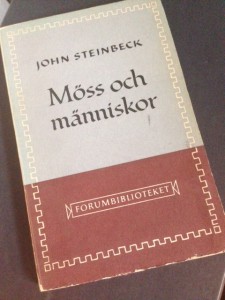 JOHN STEINBECK
Möss och
människor
FORUMBIBLIOTEKET